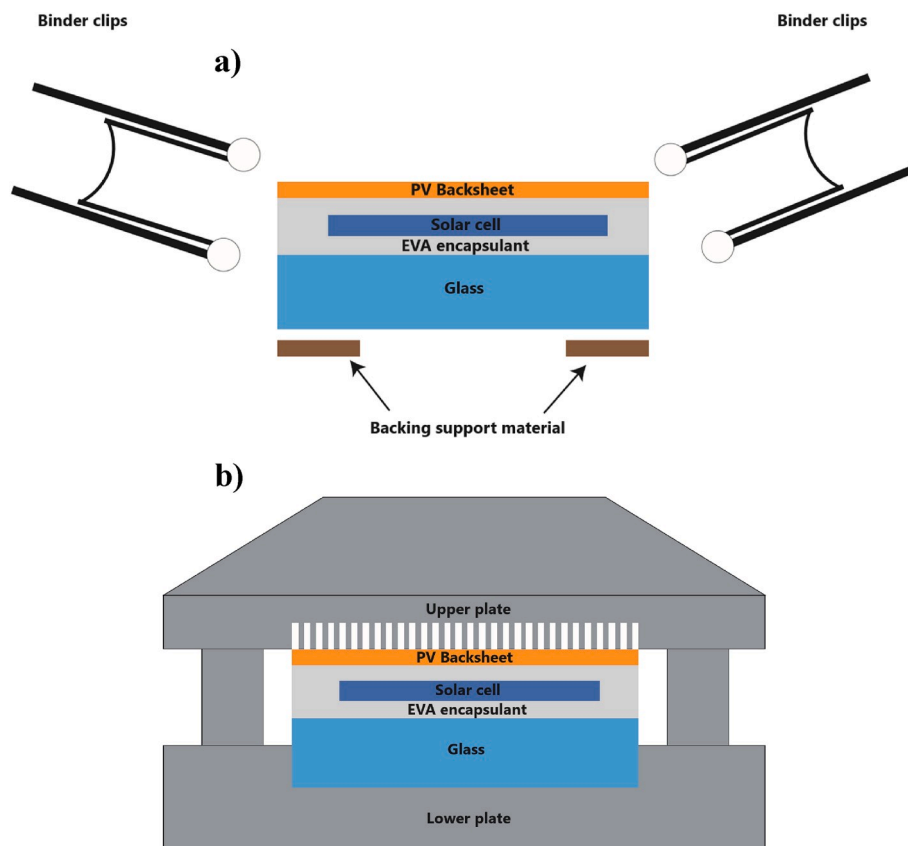 Binder clips
Binder clips
a)
PV Backsheet
Solar cell
EVA encapsulant
Glass
Backing support material
b)
Upper plate
PV Backsheet
Solar cell
EVA encapsulant
Glass
Lower plate